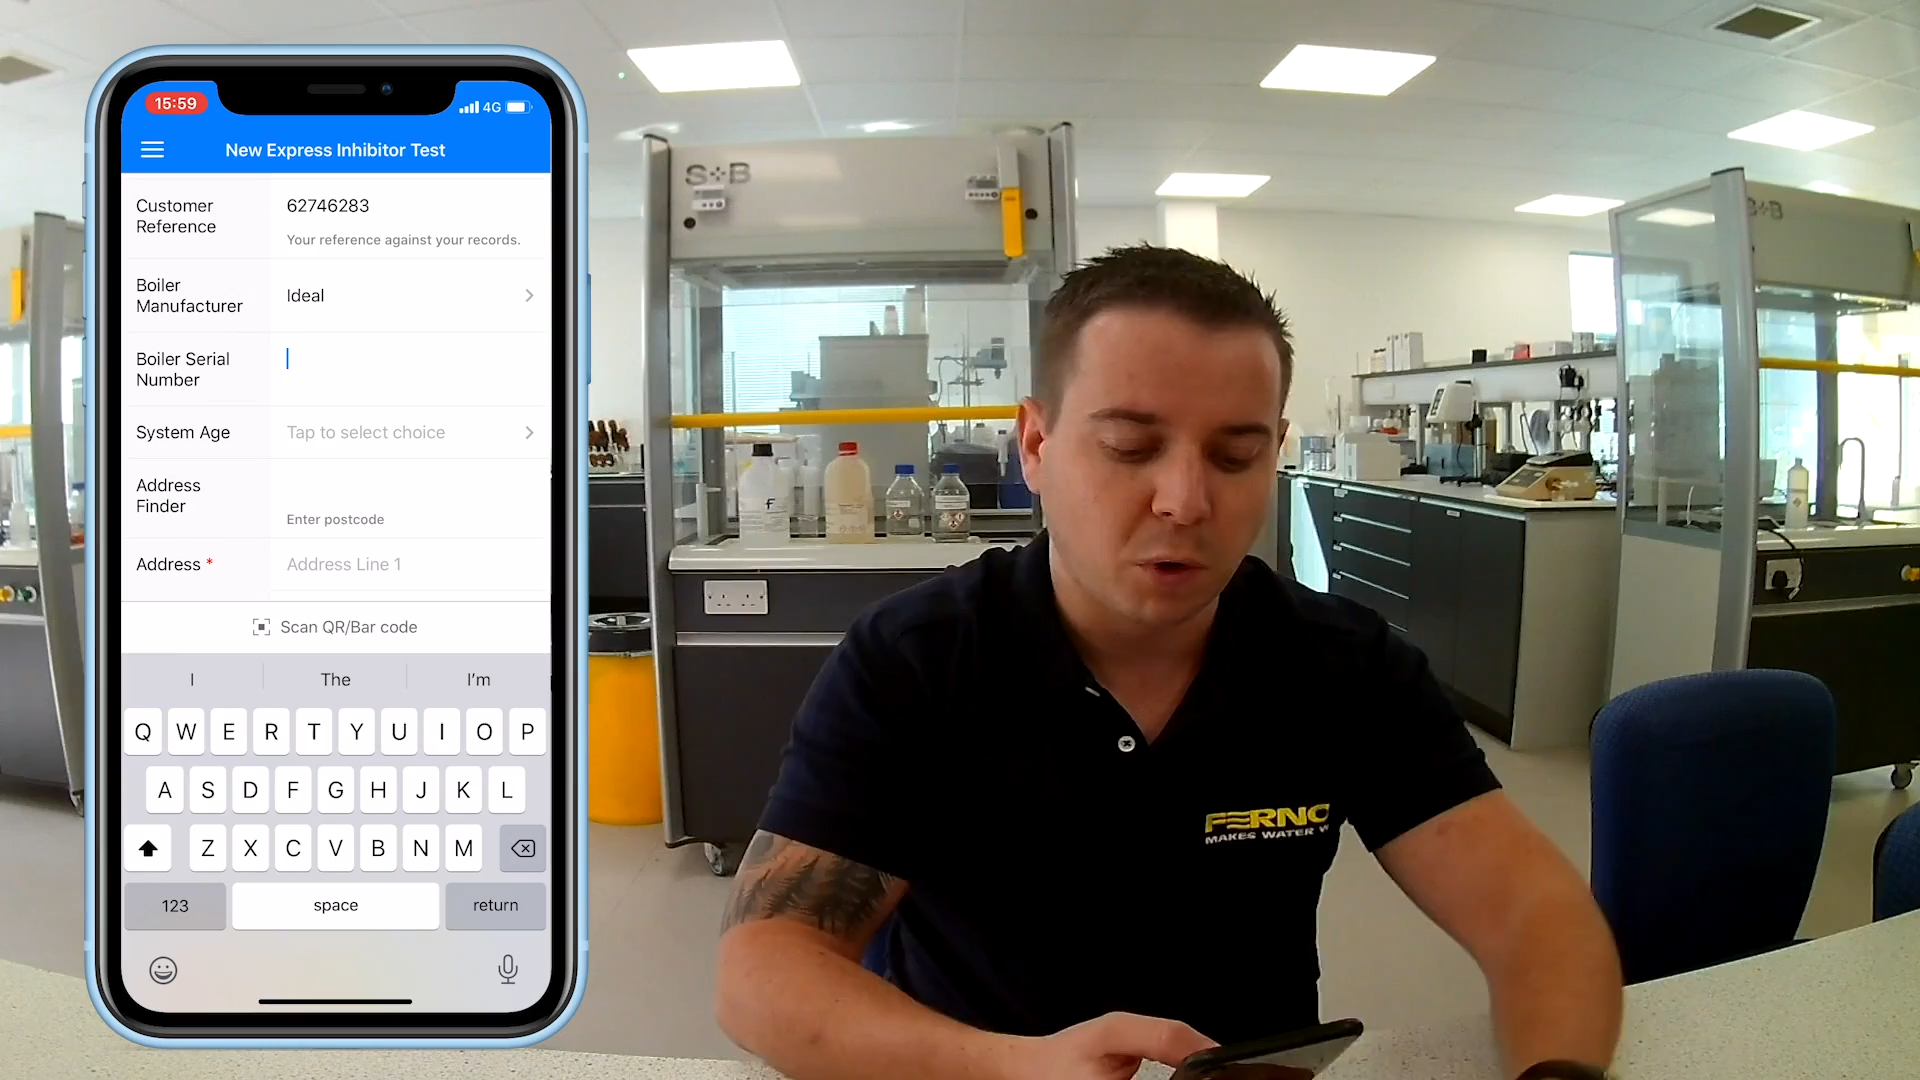 15:59
4G
New Express Inhibitor Test
Customer
Reference
62746283
Your reference against your records.
Boiler
Manufacturer
Ideal
Boiler Serial
Number
System Age
Tap to select choice
Address
Finder
Enter postcode
Address *
Address Line 1
Scan QR/Bar code
I
The
I'm
Q W E R T Y U I O P
A S D F G H J K L
Z X C V B N M
123
space
return
S+B
S+B
f
FERNO
MAKES WATER W